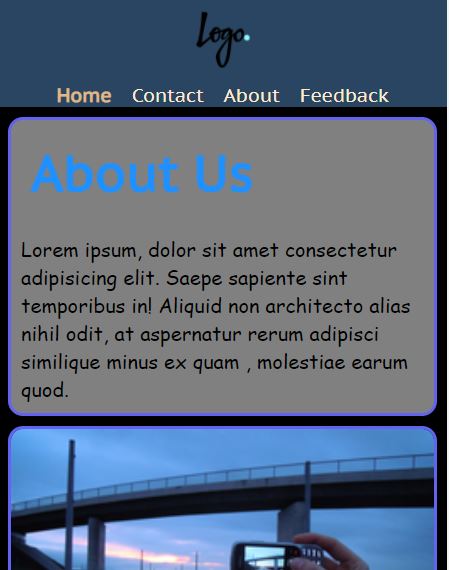 Logo.
Home Contact About Feedback
About Us
Lorem ipsum, dolor sit amet consectetur
adipisicing elit. Saepe sapiente sint
temporibus in! Aliquid non architecto alias
nihil odit, at aspernatur rerum adipisci
similique minus ex quam , molestiae earum
quod.